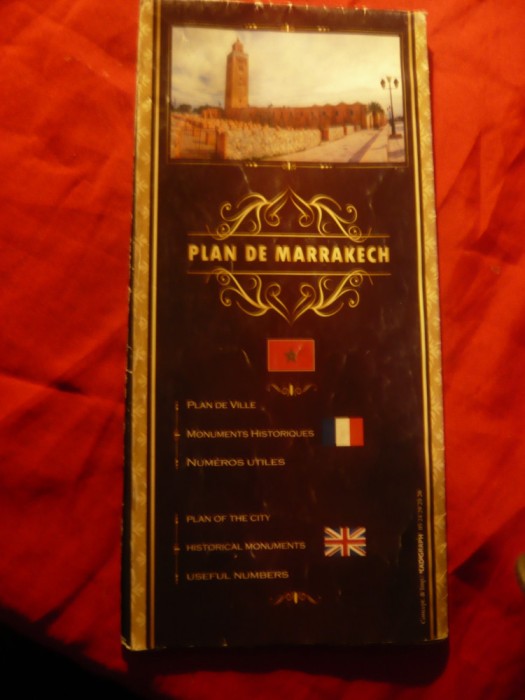 PLAN DE MARRAKECH
PLAN DE VILLE
MONUMENTS HISTORIQUES
NUMÉROS UTILES
PLAN OF THE CITY
HISTORICAL MONUMENTS
USEFUL NUMBERS